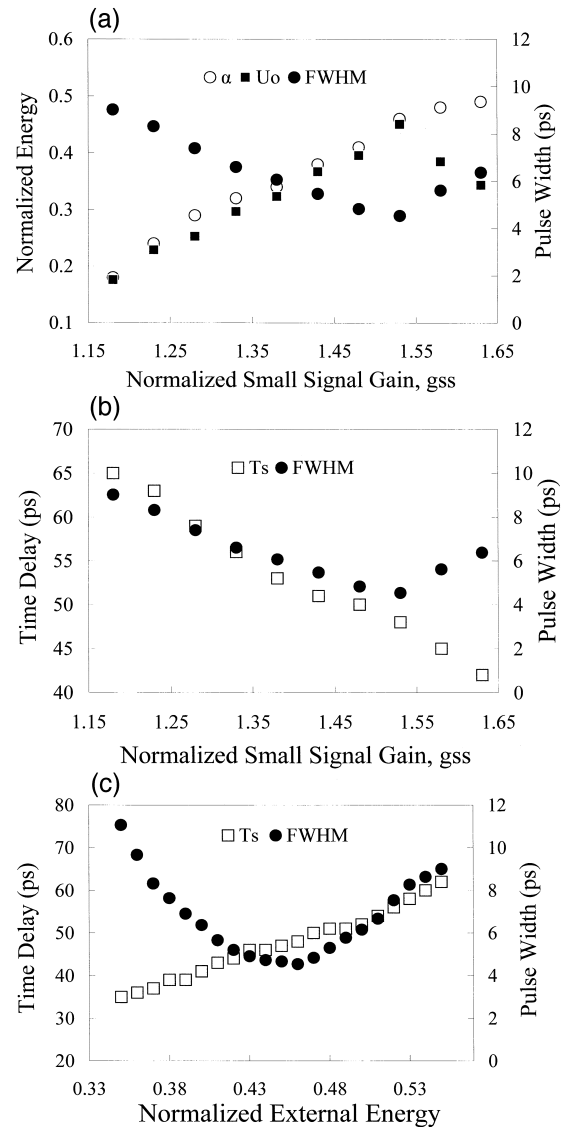 (a)
0.6
12
α Uo FWHM
10
0.5
8
0.4
6
0.3
4
0.2
2
0.1
0
Normalized Energy
Pulse Width (ps)
1.15 1.25 1.35 1.45 1.55 1.65
Normalized Small Signal Gain, gss
(b)
70
12
Ts FWHM
65
10
60
8
55
6
50
4
45
2
40
0
Time Delay (ps)
Pulse Width (ps)
1.15 1.25 1.35 1.45 1.55 1.65
Normalized Small Signal Gain, gss
(c)
80
12
Ts FWHM
70
10
60
8
50
6
40
4
30
2
20
0
Time Delay (ps)
Pulse Width (ps)
0.33 0.38 0.43 0.48 0.53
Normalized External Energy